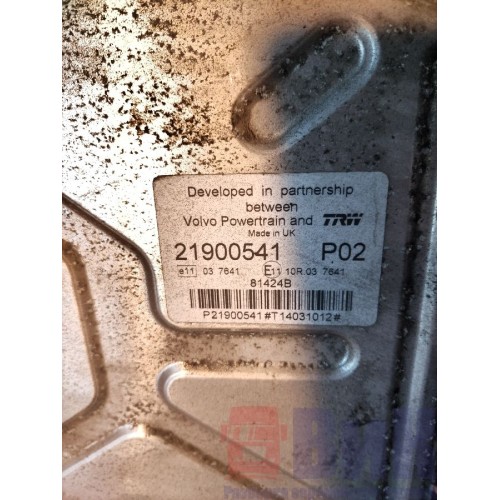 Developed in partnership
between
Volvo Powertrain and TRW
Made in UK
21900541 P02
e11 03 7641 E11 10R 03 7641
81424B
P21900541#T14031012#